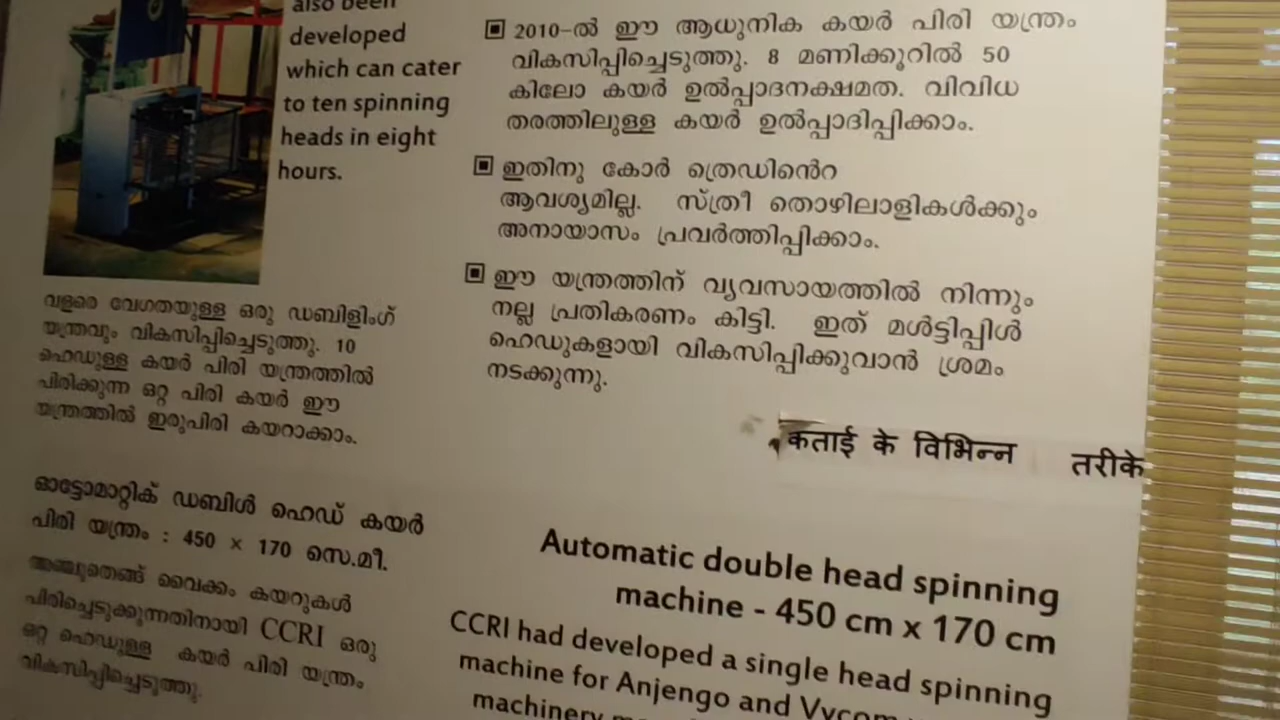 also been
developed
which can cater
to ten spinning
heads in eight
hours.
വളരെ വേഗതയുള്ള ഒരു ഡബിളിംഗ്
യന്ത്രവും വികസിപ്പിച്ചെടുത്തു. 10
ഹെഡുള്ള കയർ പിരി യന്ത്രത്തിൽ
പിരിക്കുന്ന ഒറ്റ പിരി കയർ ഈ
യന്ത്രത്തിൽ ഇരുപിരി കയറാക്കാം.
ഓട്ടോമാറ്റിക് ഡബിൾ ഹെഡ് കയർ
പിരി യന്ത്രം : 450 × 170 സെ.മീ.
അഞ്ചുതെങ്ങ് വൈക്കം കയറുകൾ
പിരിച്ചെടുക്കുന്നതിനായി CCRI ഒരു
ഒറ്റ ഹെഡുള്ള കയർ പിരി യന്ത്രം
വികസിപ്പിച്ചെടുത്തു.
2010-ൽ ഈ ആധുനിക കയർ പിരി യന്ത്രം
വികസിപ്പിച്ചെടുത്തു. 8 മണിക്കൂറിൽ 50
കിലോ കയർ ഉൽപ്പാദനക്ഷമത. വിവിധ
തരത്തിലുള്ള കയർ ഉൽപ്പാദിപ്പിക്കാം.
ഇതിനു കോർ ത്രെഡിന്റെ
ആവശ്യമില്ല. സ്ത്രീ തൊഴിലാളികൾക്കും
അനായാസം പ്രവർത്തിപ്പിക്കാം.
ഈ യന്ത്രത്തിന് വ്യവസായത്തിൽ നിന്നും
നല്ല പ്രതികരണം കിട്ടി. ഇത് മൾട്ടിപ്പിൾ
ഹെഡുകളായി വികസിപ്പിക്കുവാൻ ശ്രമം
നടക്കുന്നു.
कताई के विभिन्न तरीके
Automatic double head spinning
machine - 450 cm x 170 cm
CCRI had developed a single head spinning
machine for Anjengo and Vycom
machinery